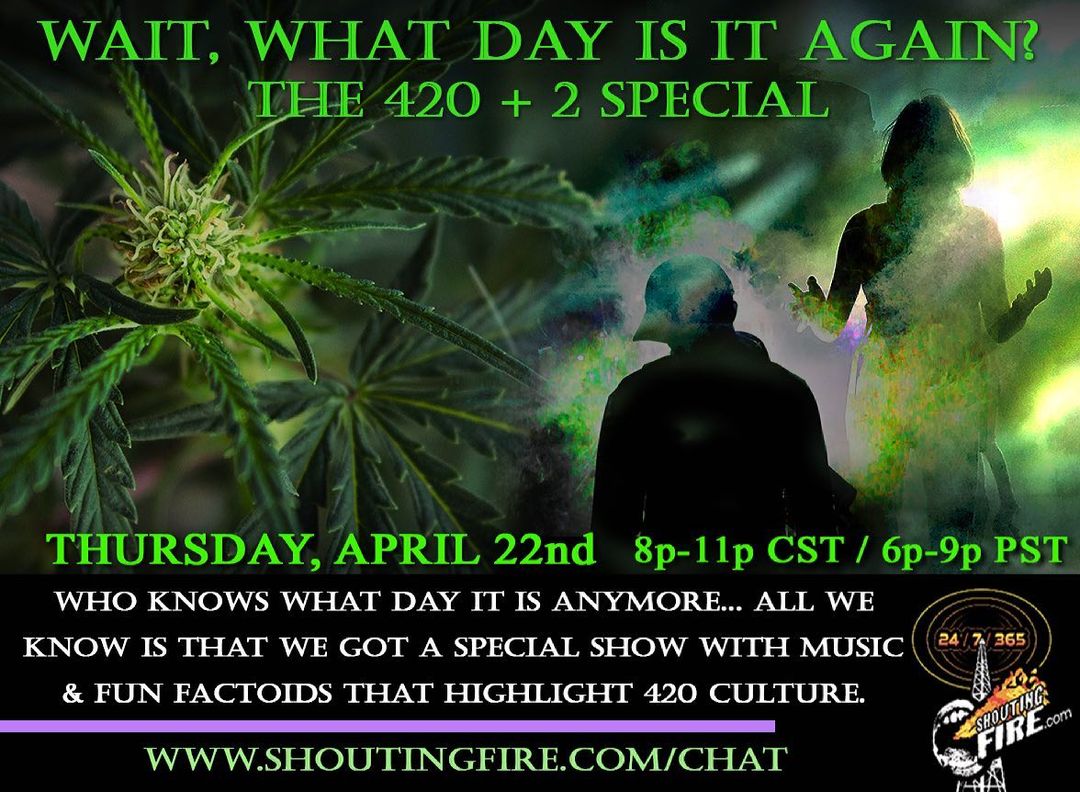 WAIT, WHAT DAY IS IT AGAIN?
THE 420 + 2 SPECIAL
THURSDAY, APRIL 22nd 8p-11p CST / 6p-9p PST
WHO KNOWS WHAT DAY IT IS ANYMORE... ALL WE
KNOW IS THAT WE GOT A SPECIAL SHOW WITH MUSIC
& FUN FACTOIDS THAT HIGHLIGHT 420 CULTURE.
24/7/365
SHOUTING
FIRE.com
WWW.SHOUTINGFIRE.COM/CHAT